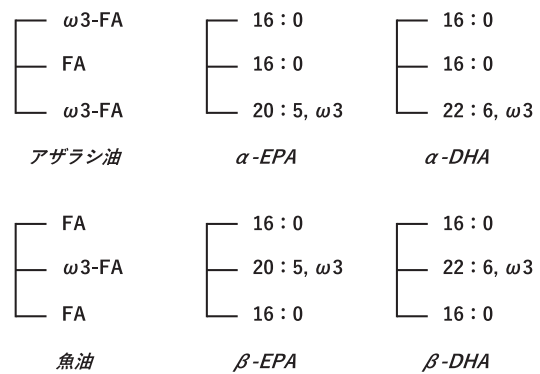 ω3-FA 16：0 16：0
FA 16：0 16：0
ω3-FA 20：5, ω3 22：6, ω3
アザラシ油 α-EPA α-DHA
FA 16：0 16：0
ω3-FA 20：5, ω3 22：6, ω3
FA 16：0 16：0
魚油 β-EPA β-DHA